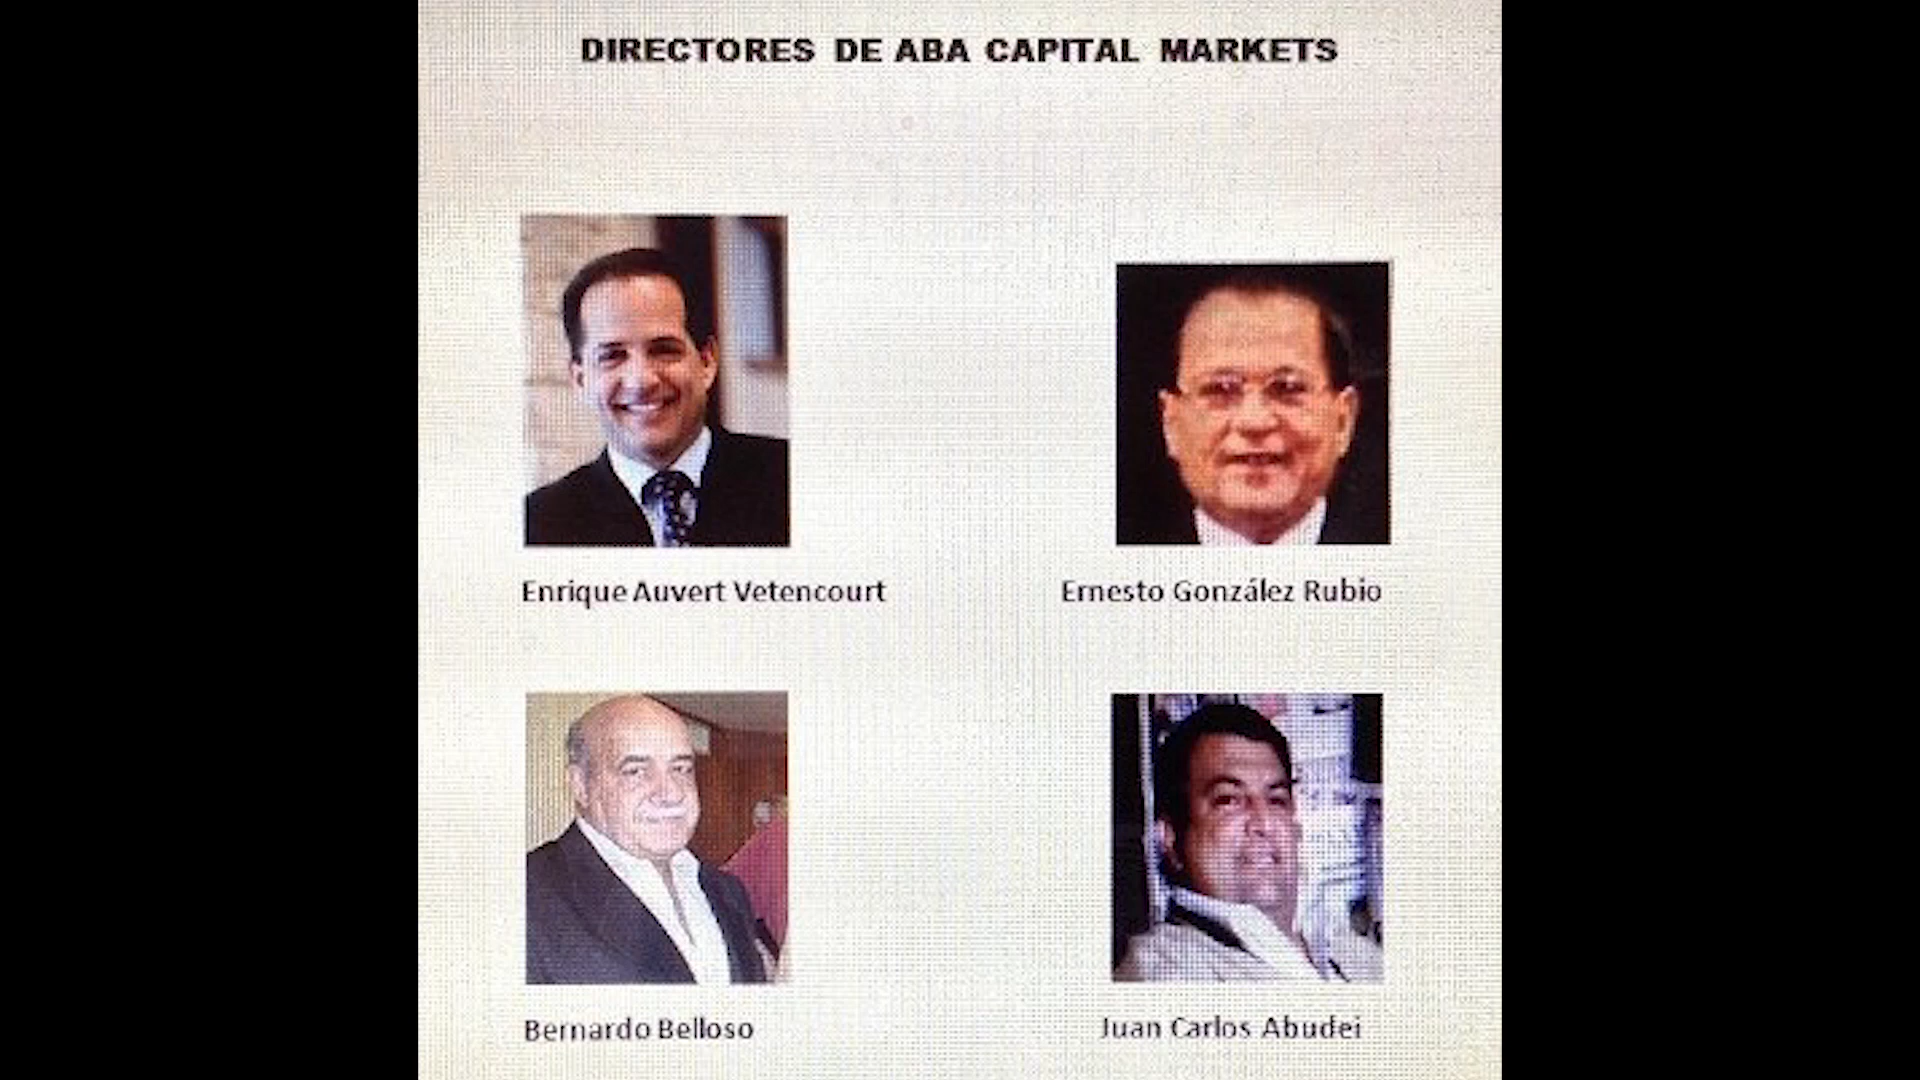 DIRECTORES DE ABA CAPITAL MARKETS
Enrique Auvert Vetencourt
Ernesto González Rubio
Bernardo Belloso
Juan Carlos Abudei